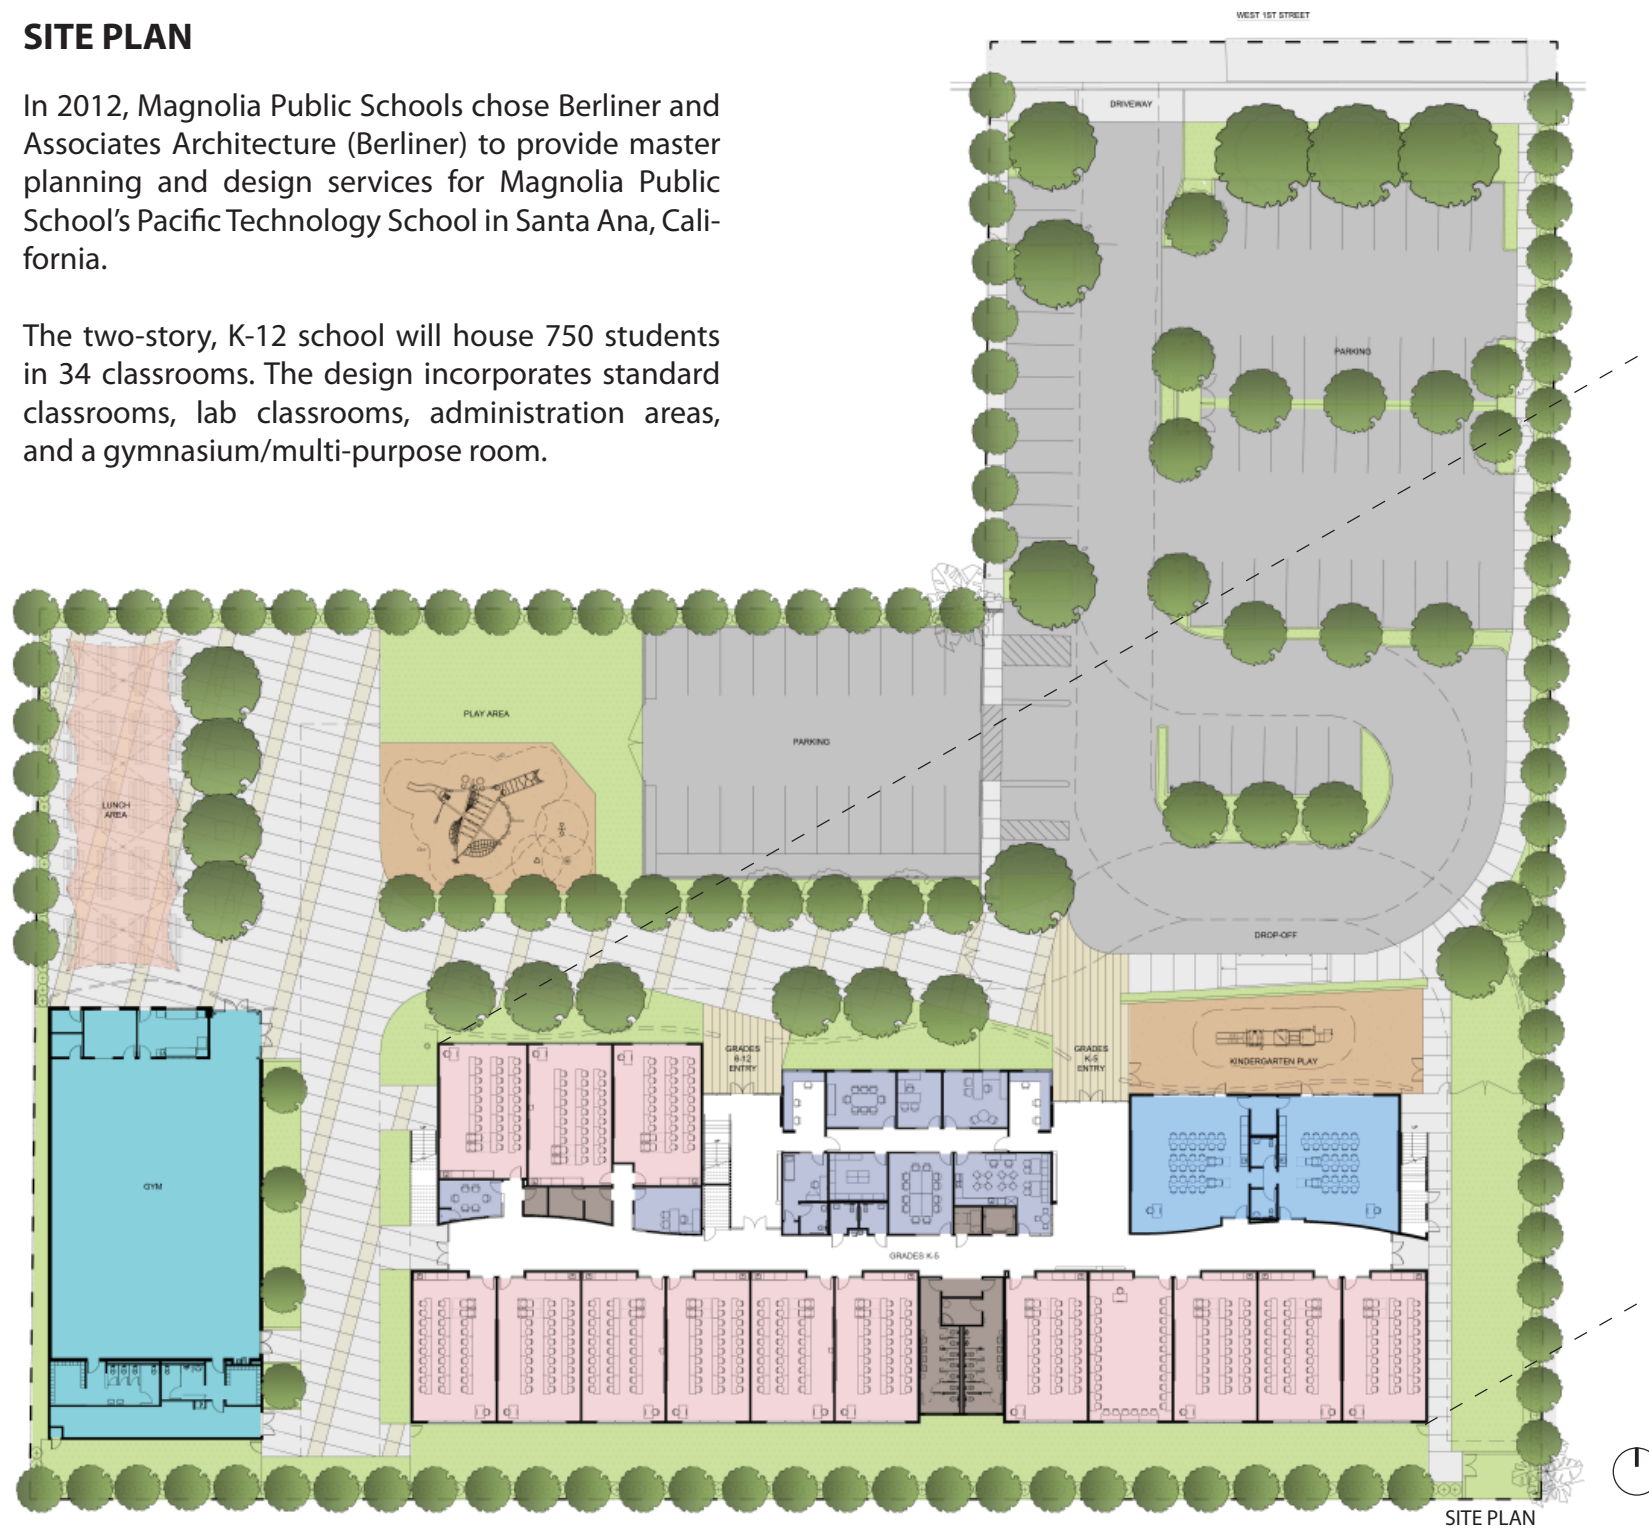 WEST 1ST STREET
SITE PLAN
In 2012, Magnolia Public Schools chose Berliner and
Associates Architecture (Berliner) to provide master
planning and design services for Magnolia Public
School's Pacific Technology School in Santa Ana, Cali-
fornia.
The two-story, K-12 school will house 750 students
in 34 classrooms. The design incorporates standard
classrooms, lab classrooms, administration areas,
and a gymnasium/multi-purpose room.
DRIVEWAY
PARKING
PLAY AREA
PARKING
LUNCH
AREA
DROP-OFF
GRADES
6-12
ENTRY
GRADES
K-5
ENTRY
KINDERGARTEN PLAY
GYM
GRADES K-5
SITE PLAN